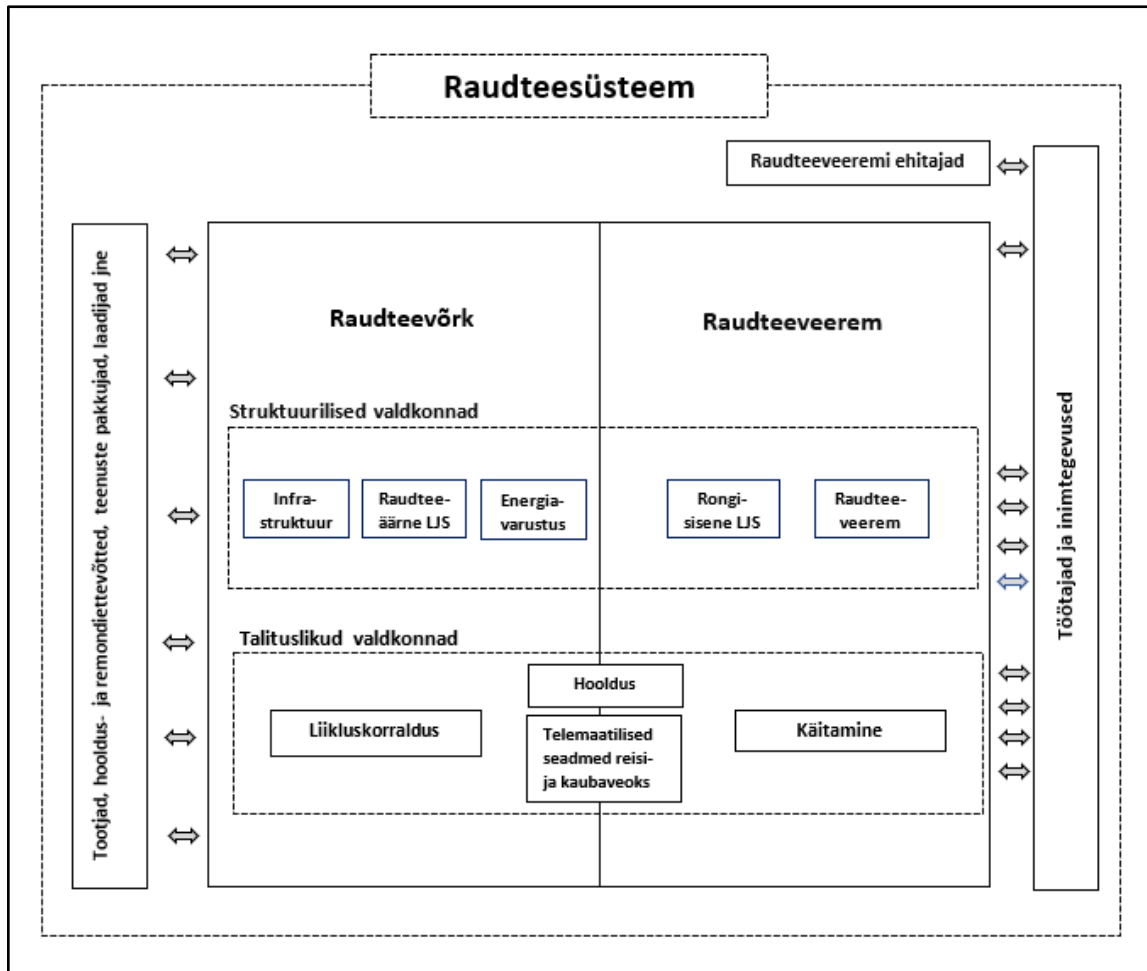 Raudteesüsteem
Raudteeveeremi ehitajad
Tootjad, hooldus- ja remondiettevõtted, teenuste pakkujad, laadijad jne
Raudteevõrk
Raudteeveerem
Töötajad ja inimtegevused
Struktuurilised valdkonnad
Infra-
struktuur
Raudtee-
äärne LJS
Energia-
varustus
Rongi-
sisene LJS
Raudtee-
veerem
Talituslikud valdkonnad
Hooldus
Liikluskorraldus
Telemaatilised
seadmed reisi-
ja kaubaveoks
Käitamine